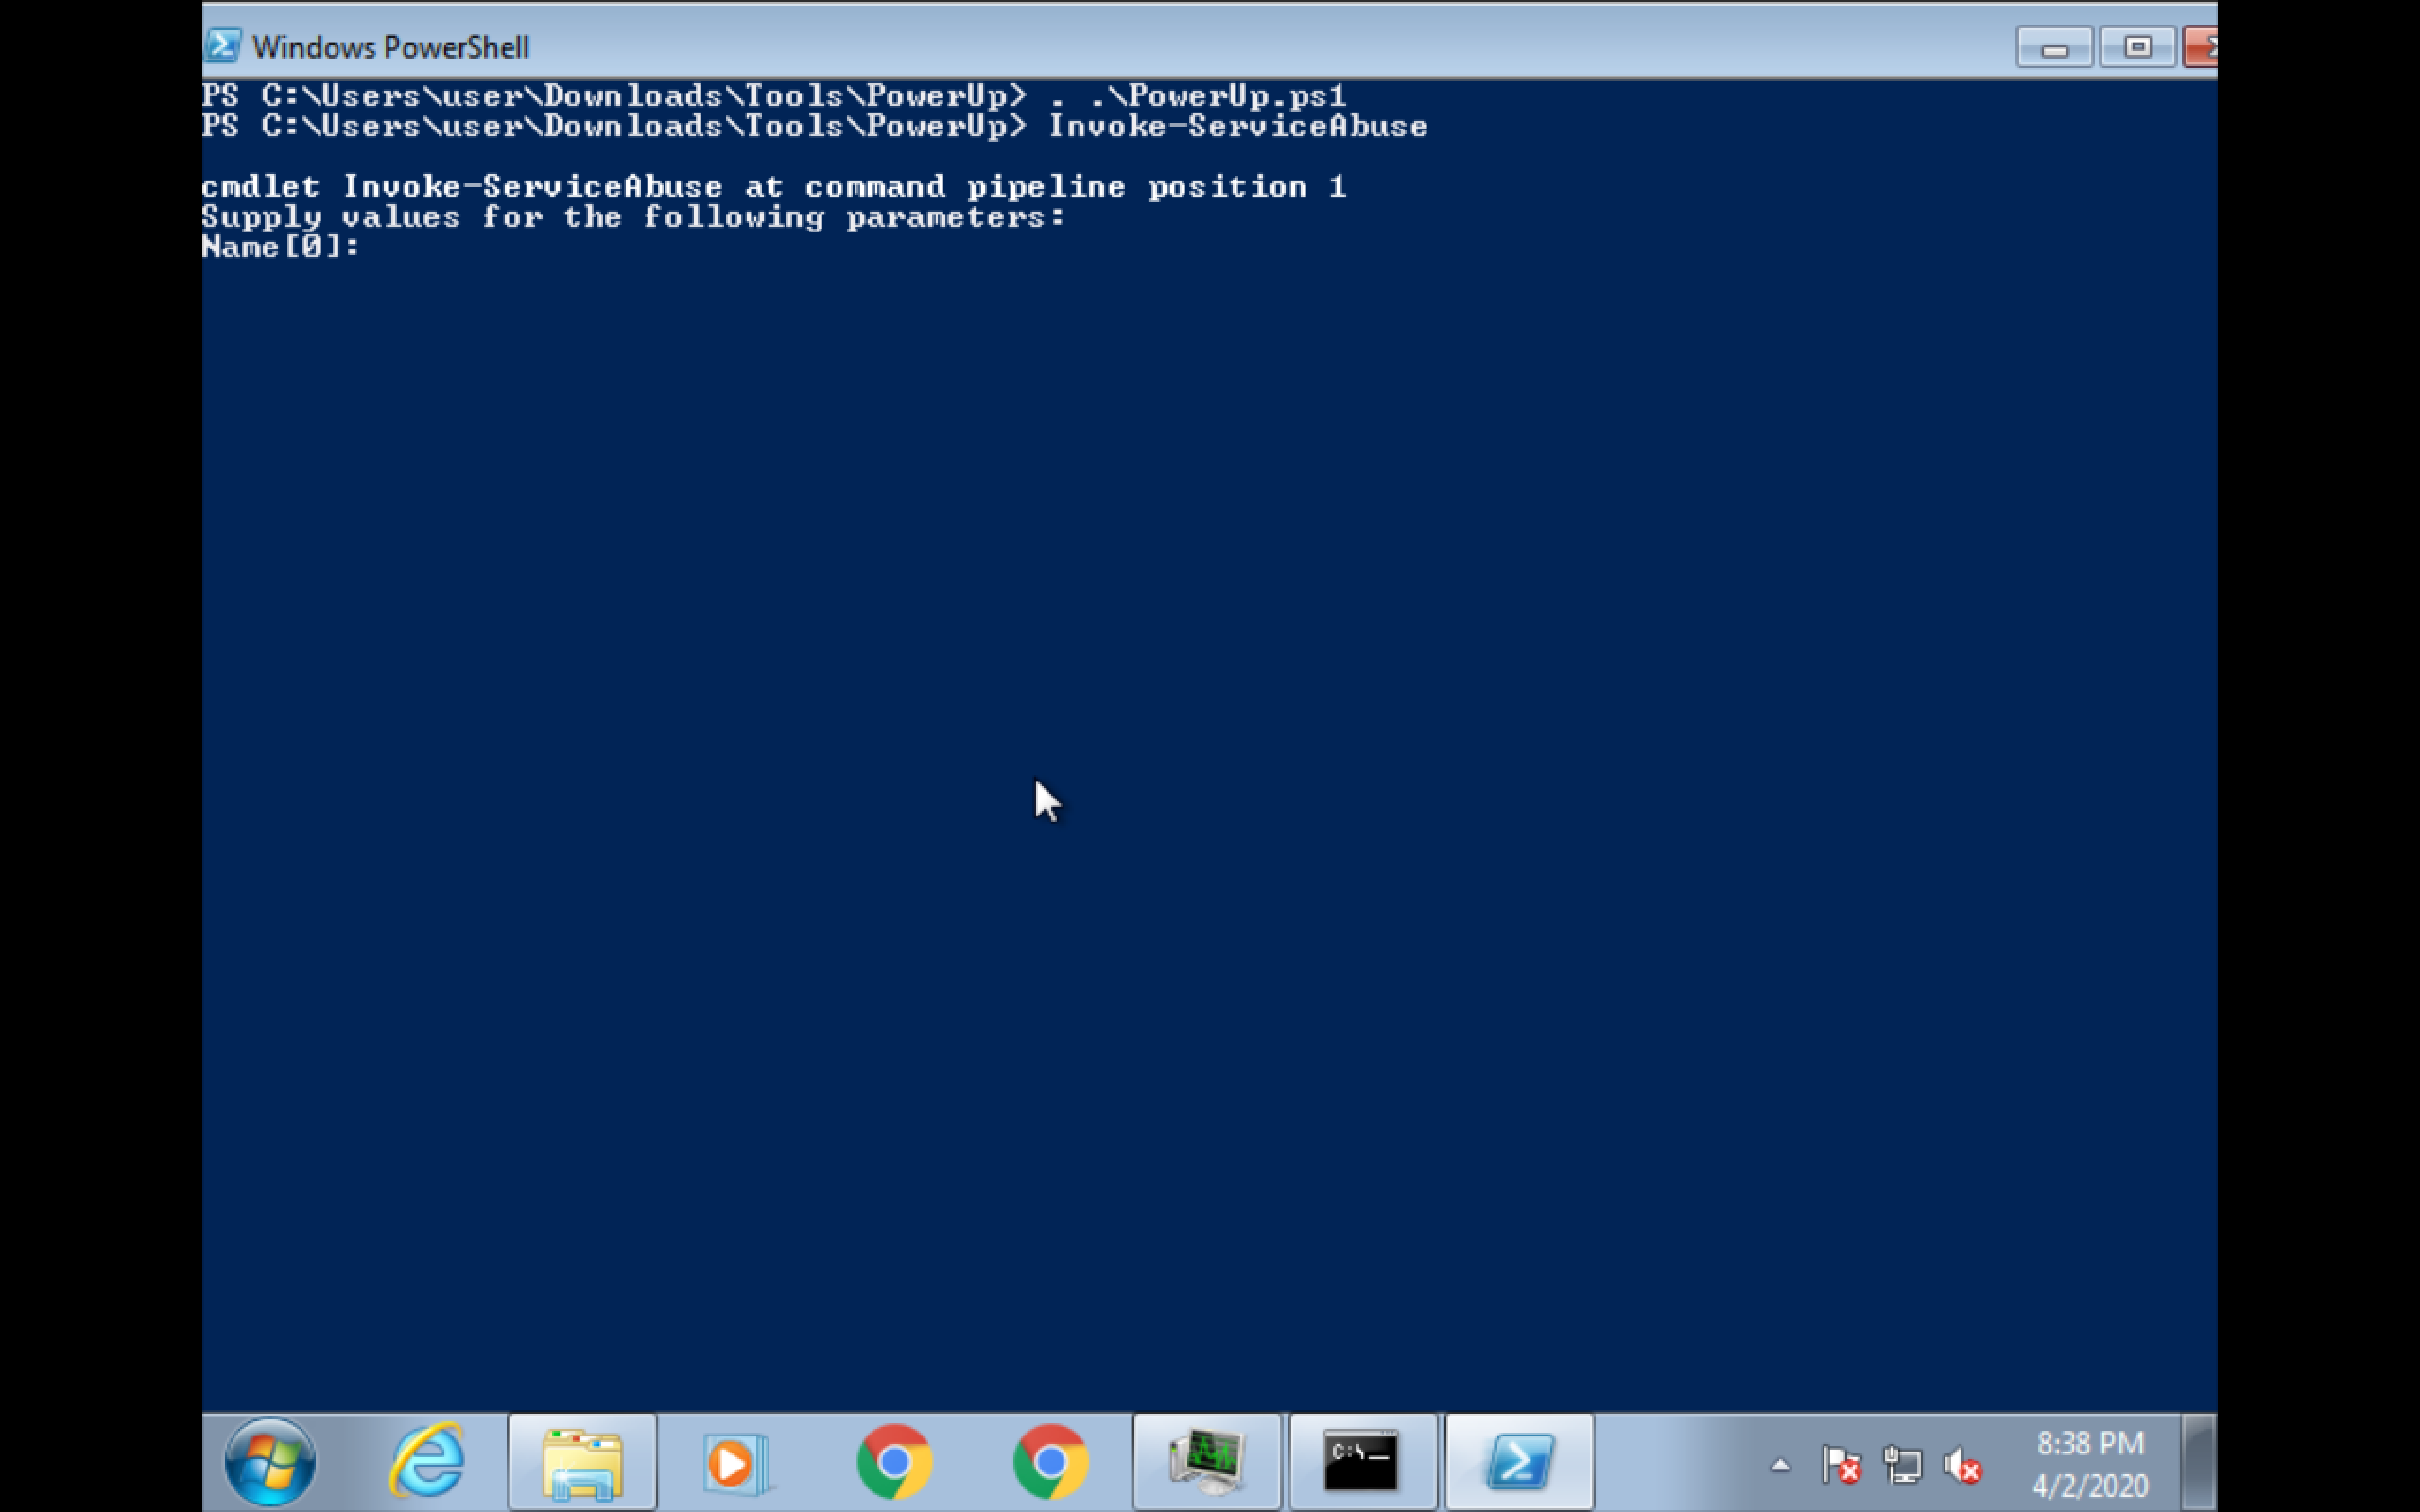 Windows PowerShell
PS C:\Users\user\Downloads\Tools\PowerUp> . .\PowerUp.ps1
PS C:\Users\user\Downloads\Tools\PowerUp> Invoke-ServiceAbuse
cmdlet Invoke-ServiceAbuse at command pipeline position 1
Supply values for the following parameters:
Name[0]:
C:\_
8:38 PM
4/2/2020